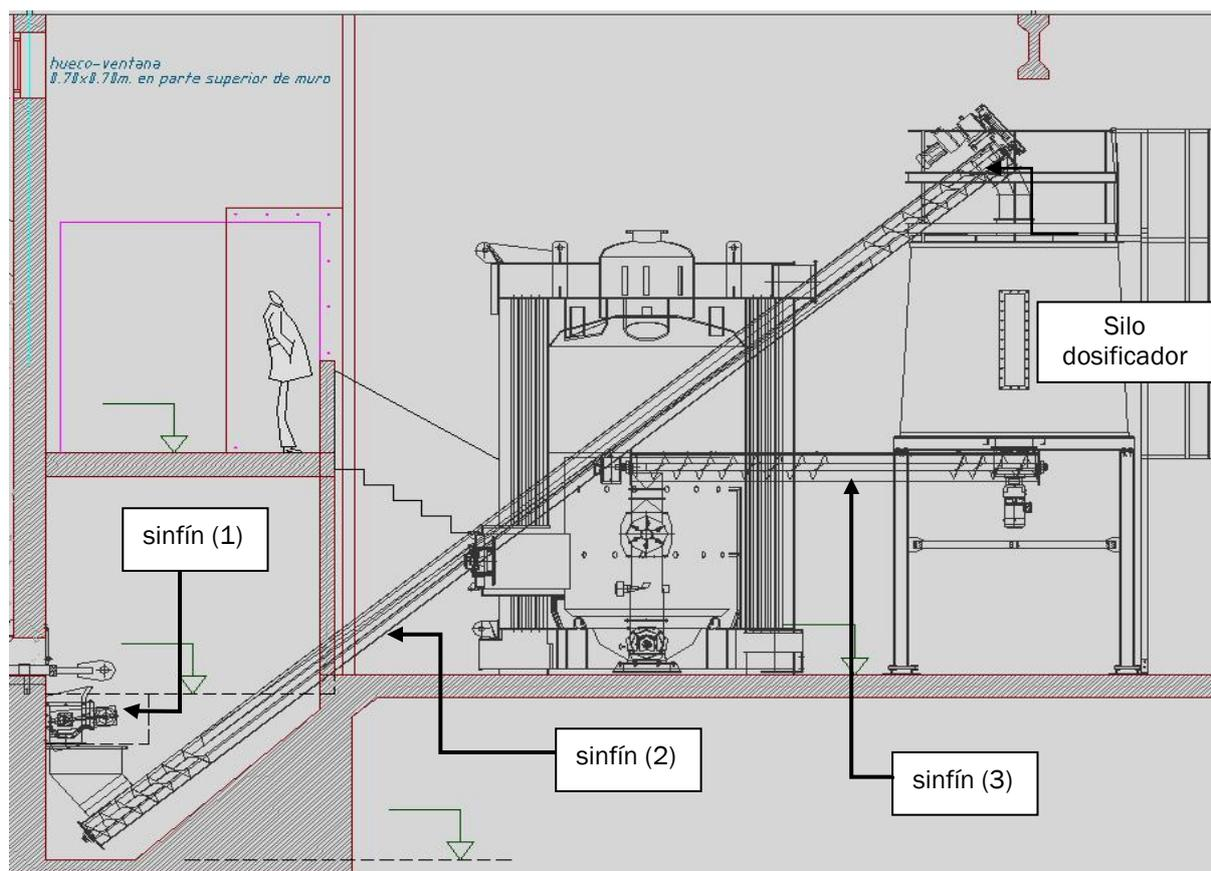 hueco-ventana
0.70x0.70m. en parte superior de muro
Silo
dosificador
sinfín (1)
sinfín (2)
sinfín (3)